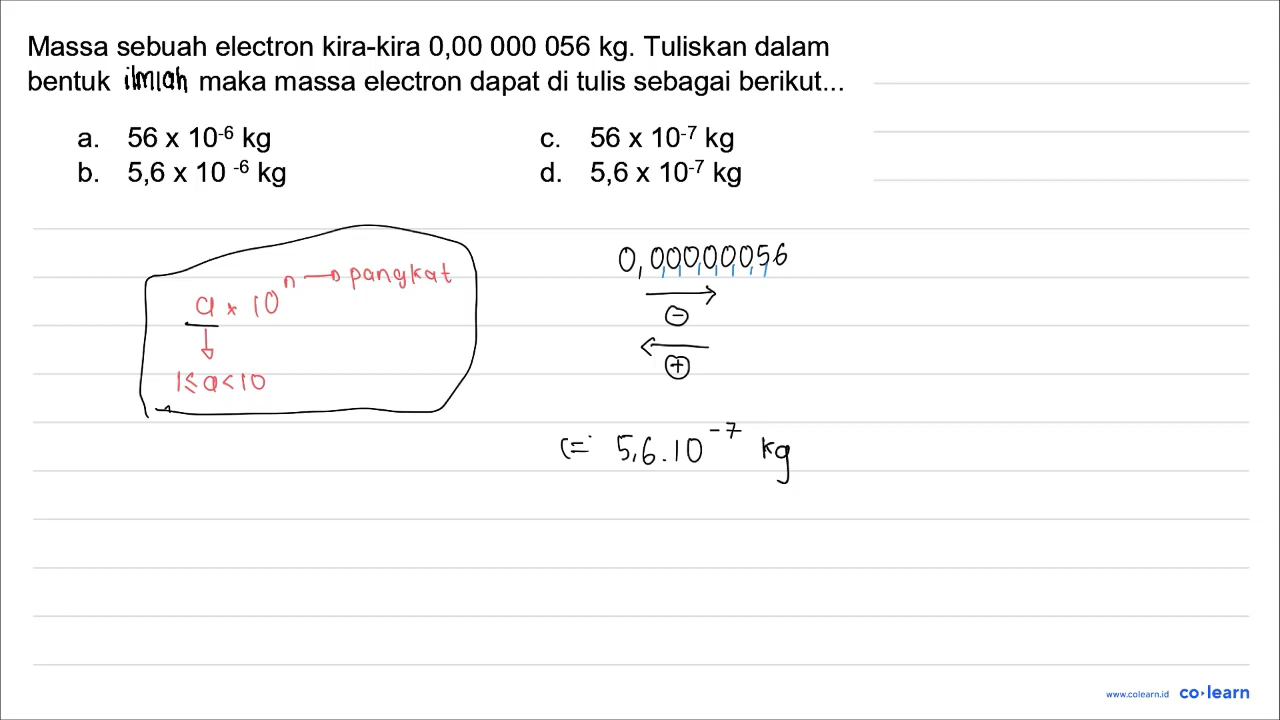 Massa sebuah electron kira-kira 0,00 000 056 kg. Tuliskan dalam
bentuk ilmiah maka massa electron dapat di tulis sebagai berikut...
a. 56 x 10⁻⁶ kg
b. 5,6 x 10 ⁻⁶ kg
c. 56 x 10⁻⁷ kg
d. 5,6 x 10⁻⁷ kg
a x 10ⁿ → pangkat
↓
1 ≤ a < 10
0,00000056
→
⊖
←
⊕
= 5,6 . 10⁻⁷ kg
www.colearn.id co·learn